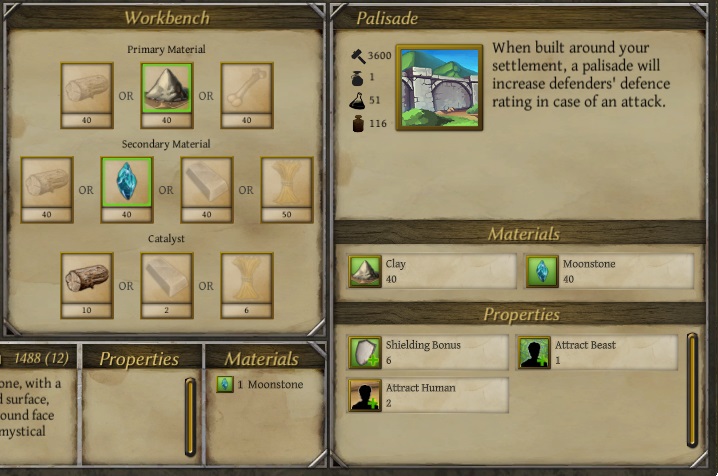 Workbench
Primary Material
OR OR
40 40 40
Secondary Material
OR OR OR
40 40 40 50
Catalyst
OR OR
10 2 6
1488 (12)
one, with a
d surface,
ound face
mystical
Properties
Materials
1 Moonstone
Palisade
3600
1
51
116
When built around your
settlement, a palisade will
increase defenders' defence
rating in case of an attack.
Materials
Clay
40
Moonstone
40
Properties
Shielding Bonus
6
Attract Beast
1
Attract Human
2